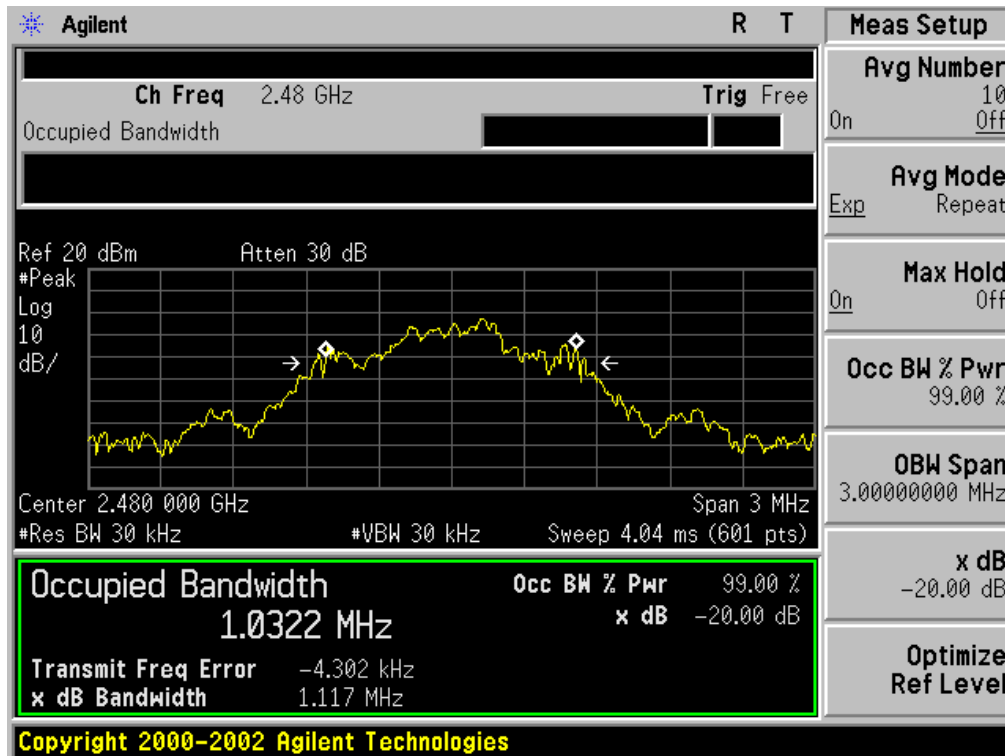 Agilent R T
Ch Freq 2.48 GHz Trig Free
Occupied Bandwidth
Ref 20 dBm Atten 30 dB
#Peak
Log
10
dB/
Center 2.480 000 GHz Span 3 MHz
#Res BW 30 kHz #VBW 30 kHz Sweep 4.04 ms (601 pts)
Occupied Bandwidth
1.0322 MHz
Occ BW % Pwr 99.00 %
x dB -20.00 dB
Transmit Freq Error -4.302 kHz
x dB Bandwidth 1.117 MHz
Copyright 2000-2002 Agilent Technologies
Meas Setup
Avg Number
10
On Off
Avg Mode
Exp Repeat
Max Hold
On Off
Occ BW % Pwr
99.00 %
OBW Span
3.00000000 MHz
x dB
-20.00 dB
Optimize
Ref Level